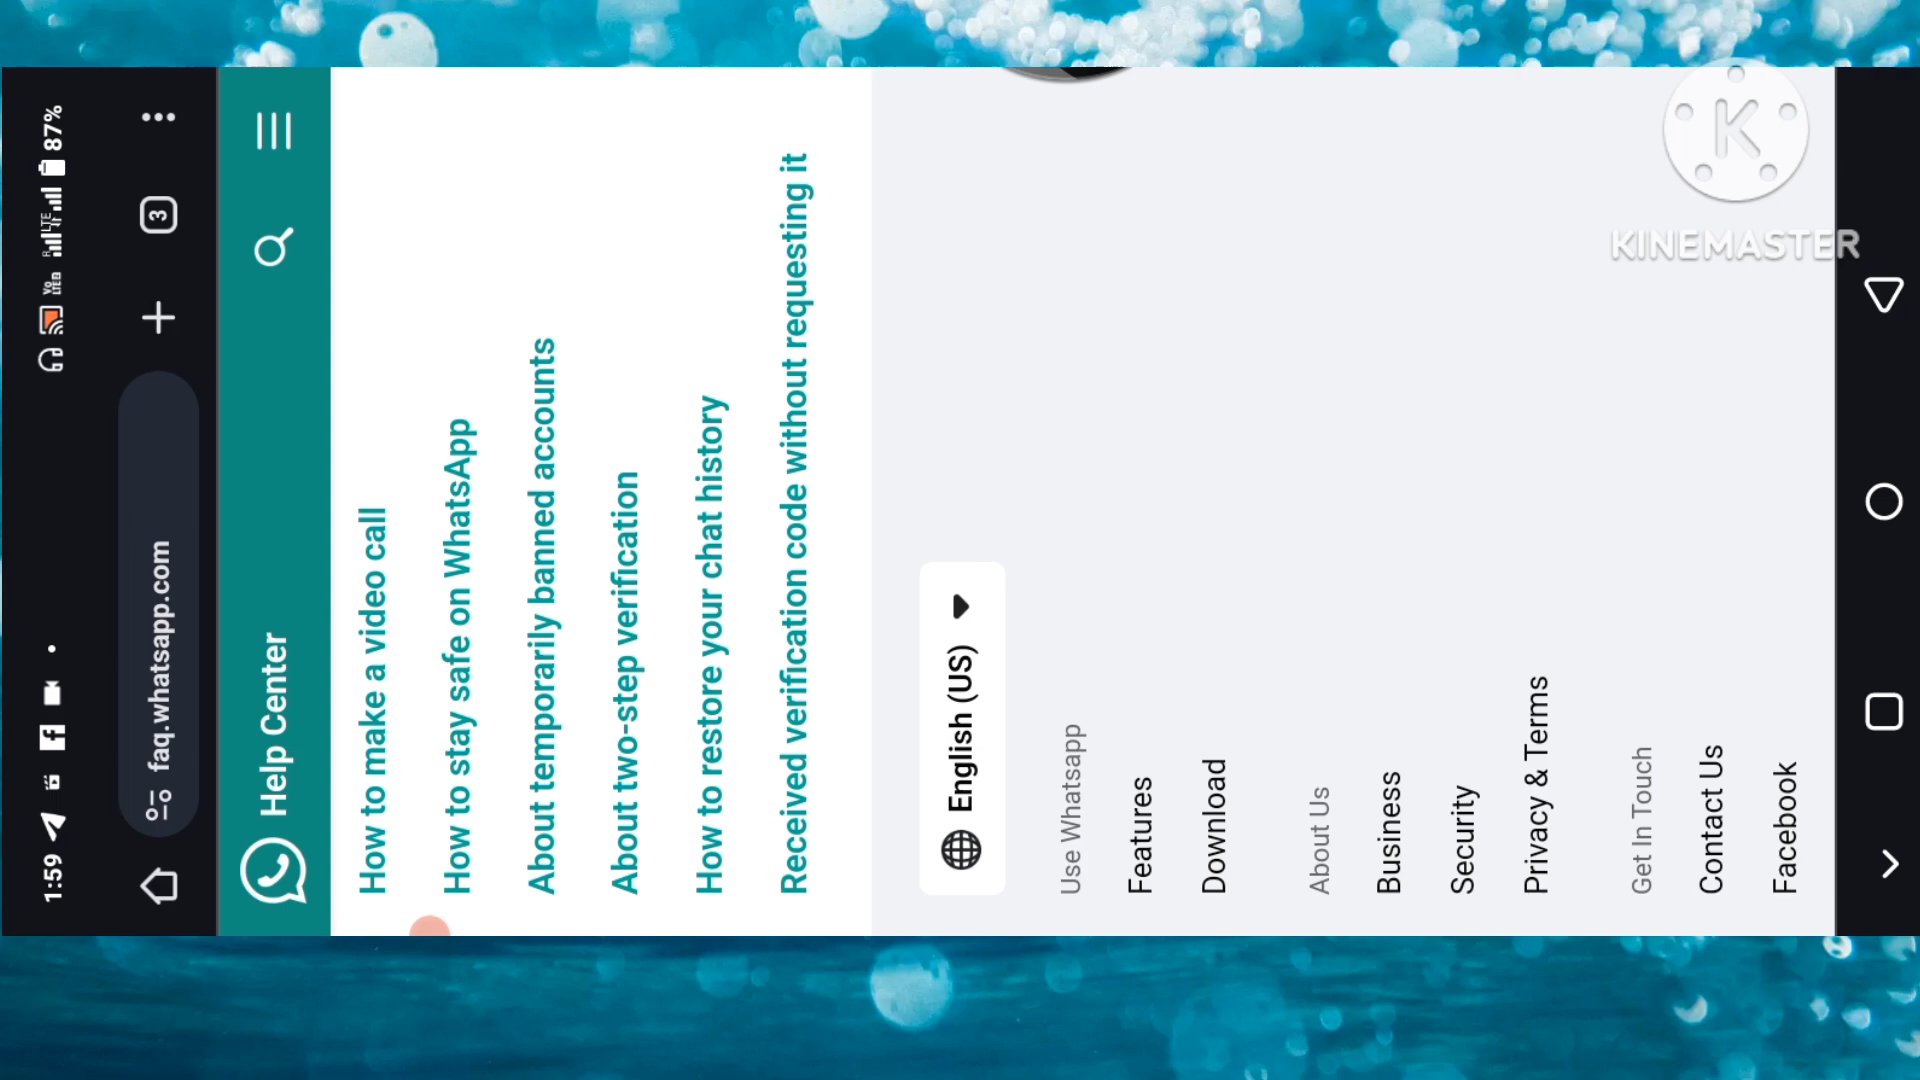 1:59
87%
faq.whatsapp.com
3
Help Center
How to make a video call
How to stay safe on WhatsApp
About temporarily banned accounts
About two-step verification
How to restore your chat history
Received verification code without requesting it
English (US)
Use Whatsapp
Features
Download
About Us
Business
Security
Privacy & Terms
Get In Touch
Contact Us
Facebook
KINEMASTER